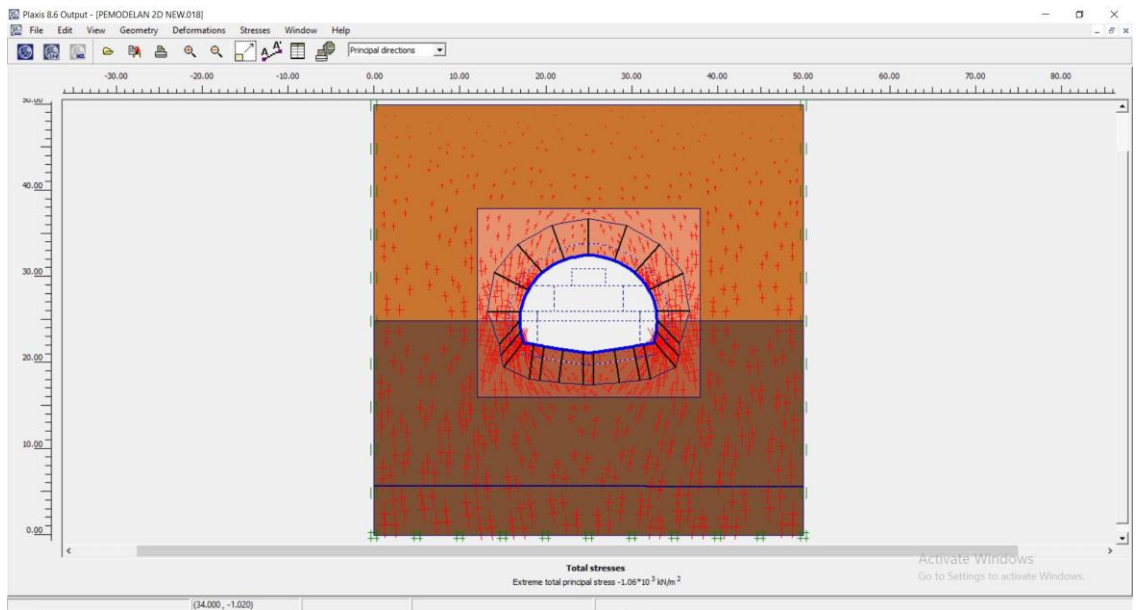 Plaxis 8.6 Output - [PEMODELAN 2D NEW.018]
File Edit View Geometry Deformations Stresses Window Help
Principal directions
-30.00 -20.00 -10.00 0.00 10.00 20.00 30.00 40.00 50.00 60.00 70.00 80.00
50.00
40.00
30.00
20.00
10.00
0.00
Activate Windows
Total stresses
Go to Settings to activate Windows.
Extreme total principal stress -1.06*10³ kN/m²
(34.000 , -1.020)